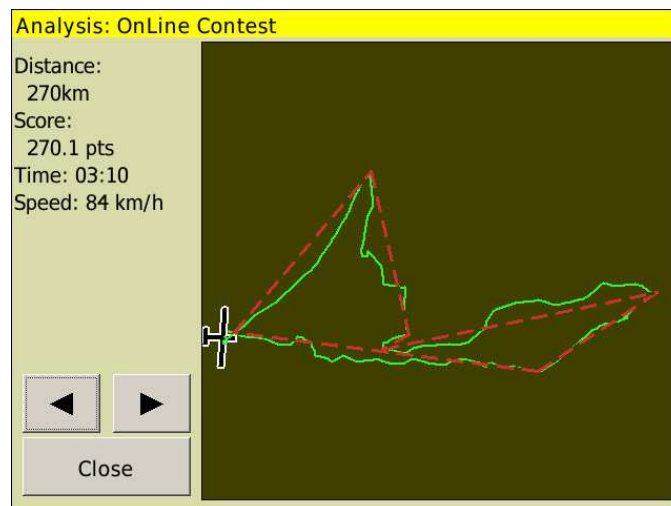 Analysis: OnLine Contest
Distance:
270km
Score:
270.1 pts
Time: 03:10
Speed: 84 km/h
Close